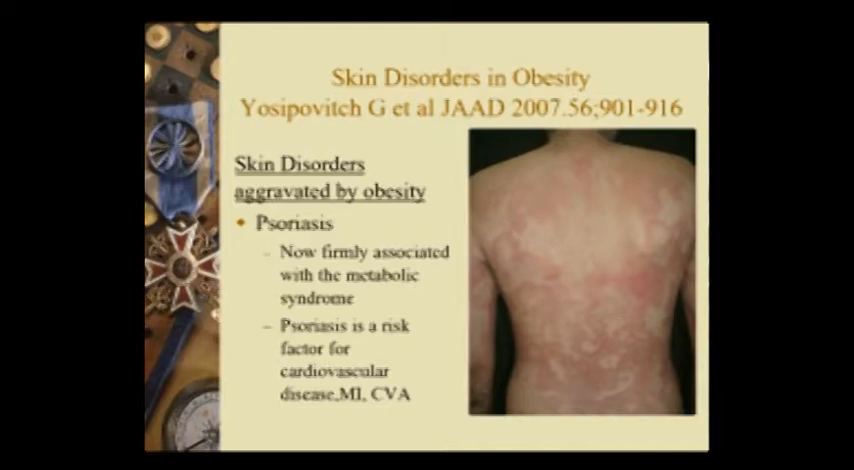 Skin Disorders in Obesity
Yosipovitch G et al JAAD 2007.56;901-916
Skin Disorders
aggravated by obesity
• Psoriasis
– Now firmly associated
with the metabolic
syndrome
– Psoriasis is a risk
factor for
cardiovascular
disease,MI, CVA